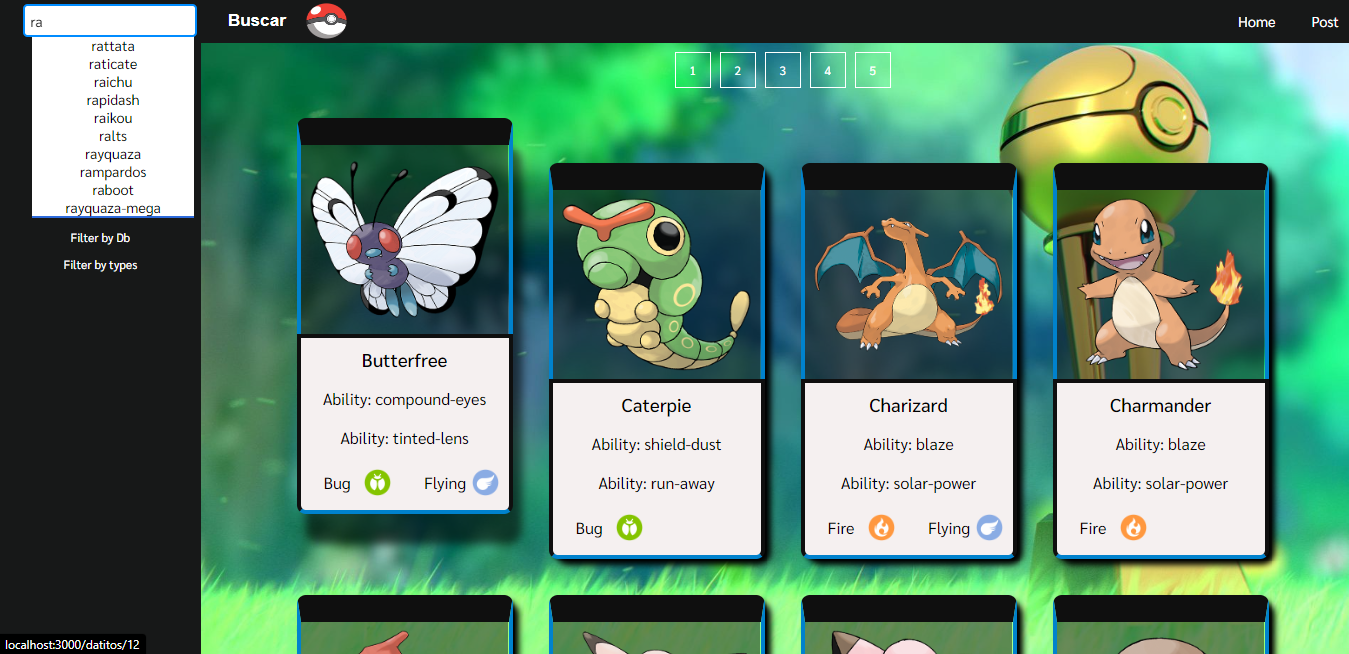 ra
rattata
raticate
raichu
rapidash
raikou
ralts
rayquaza
rampardos
raboot
rayquaza-mega
Filter by Db
Filter by types
localhost:3000/datitos/12
Buscar
Home Post
1 2 3 4 5
Butterfree
Ability: compound-eyes
Ability: tinted-lens
Bug Flying
Caterpie
Ability: shield-dust
Ability: run-away
Bug
Charizard
Ability: blaze
Ability: solar-power
Fire Flying
Charmander
Ability: blaze
Ability: solar-power
Fire